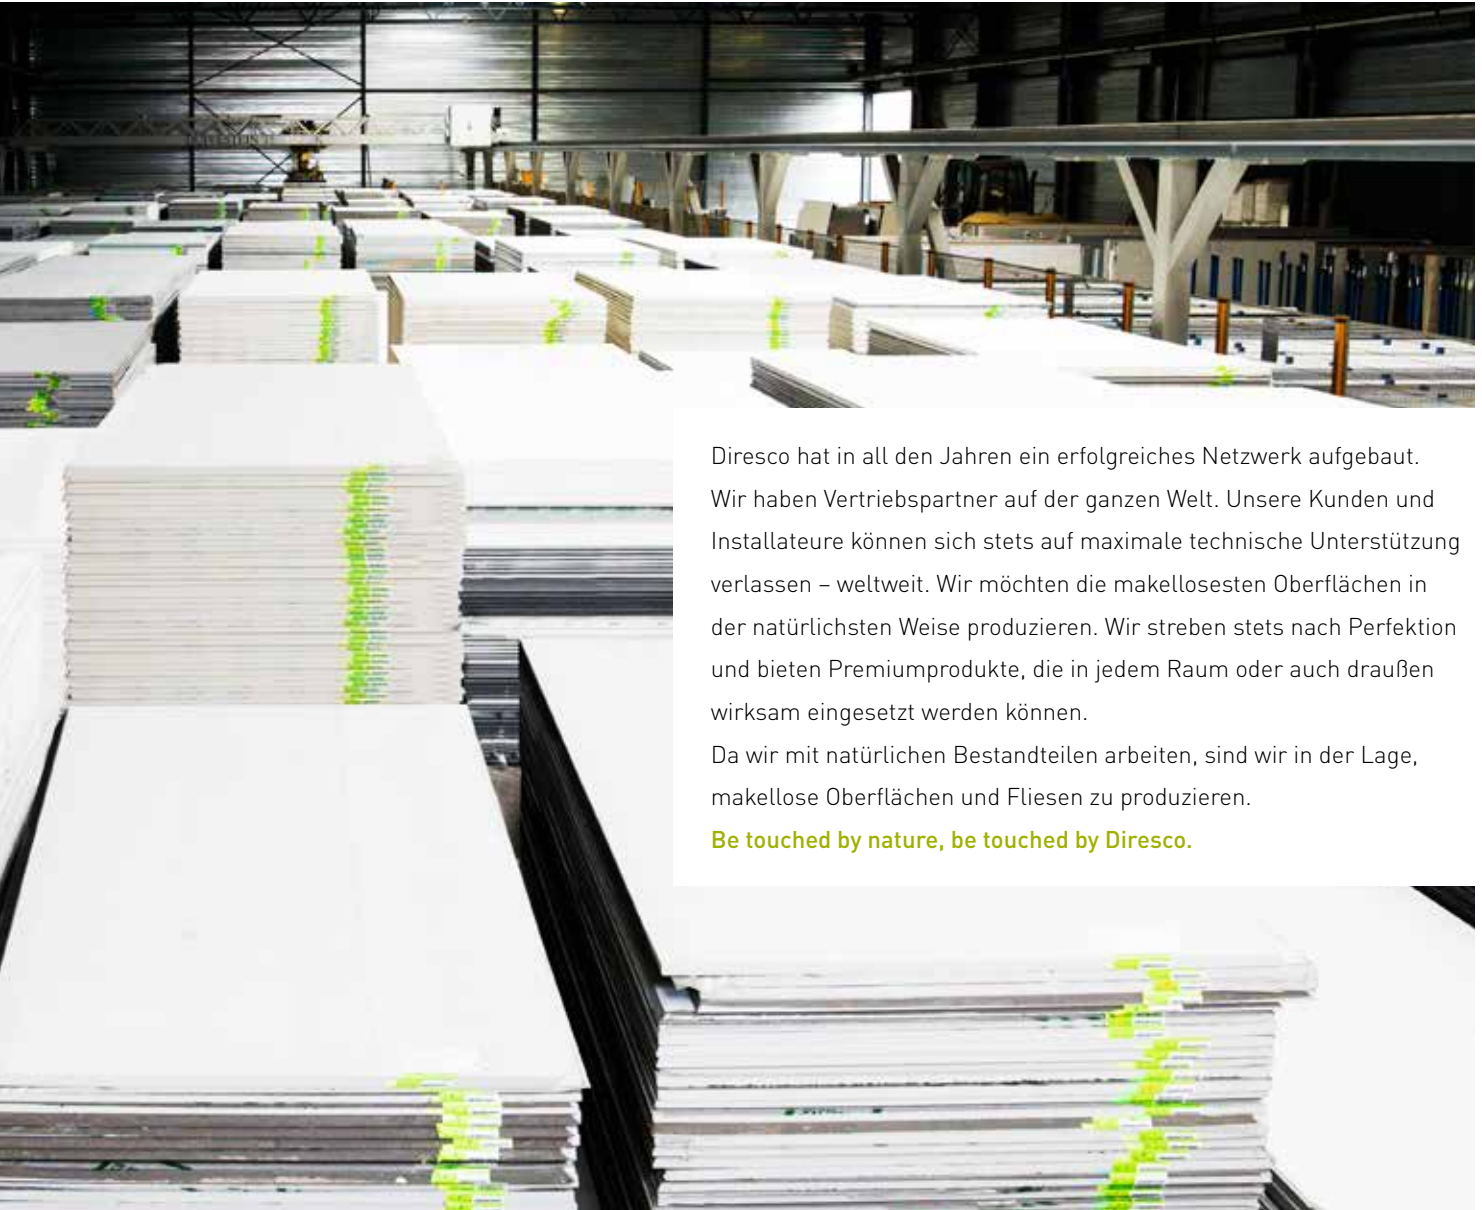 Diresco hat in all den Jahren ein erfolgreiches Netzwerk aufgebaut.
Wir haben Vertriebspartner auf der ganzen Welt. Unsere Kunden und
Installateure können sich stets auf maximale technische Unterstützung
verlassen – weltweit. Wir möchten die makellosesten Oberflächen in
der natürlichsten Weise produzieren. Wir streben stets nach Perfektion
und bieten Premiumprodukte, die in jedem Raum oder auch draußen
wirksam eingesetzt werden können.
Da wir mit natürlichen Bestandteilen arbeiten, sind wir in der Lage,
makellose Oberflächen und Fliesen zu produzieren.
Be touched by nature, be touched by Diresco.